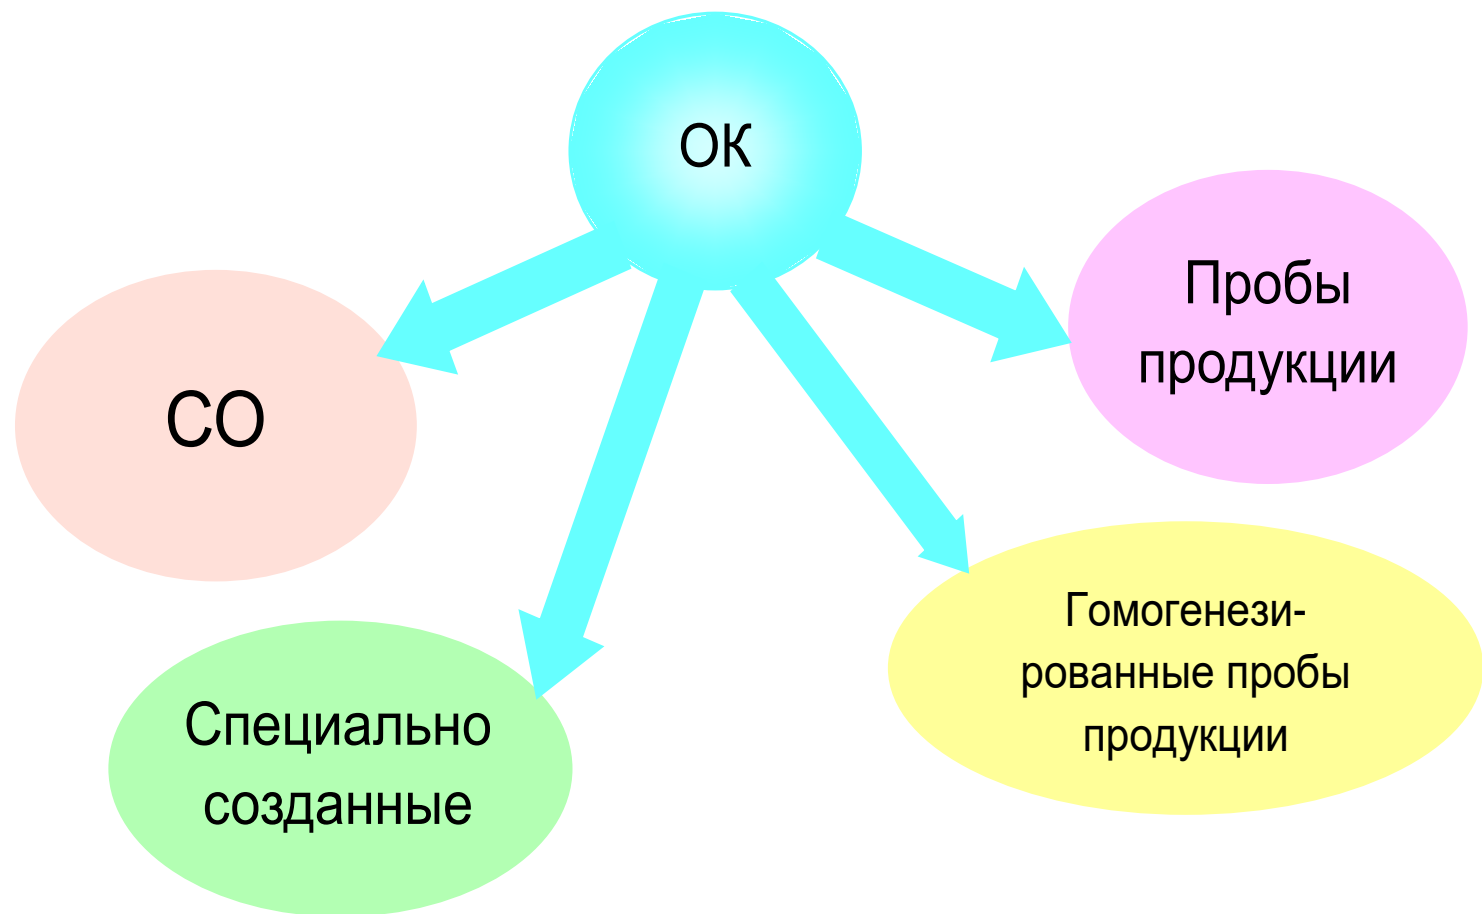 ОК
Пробы
продукции
СО
Гомогенези-
рованные пробы
продукции
Специально
созданные